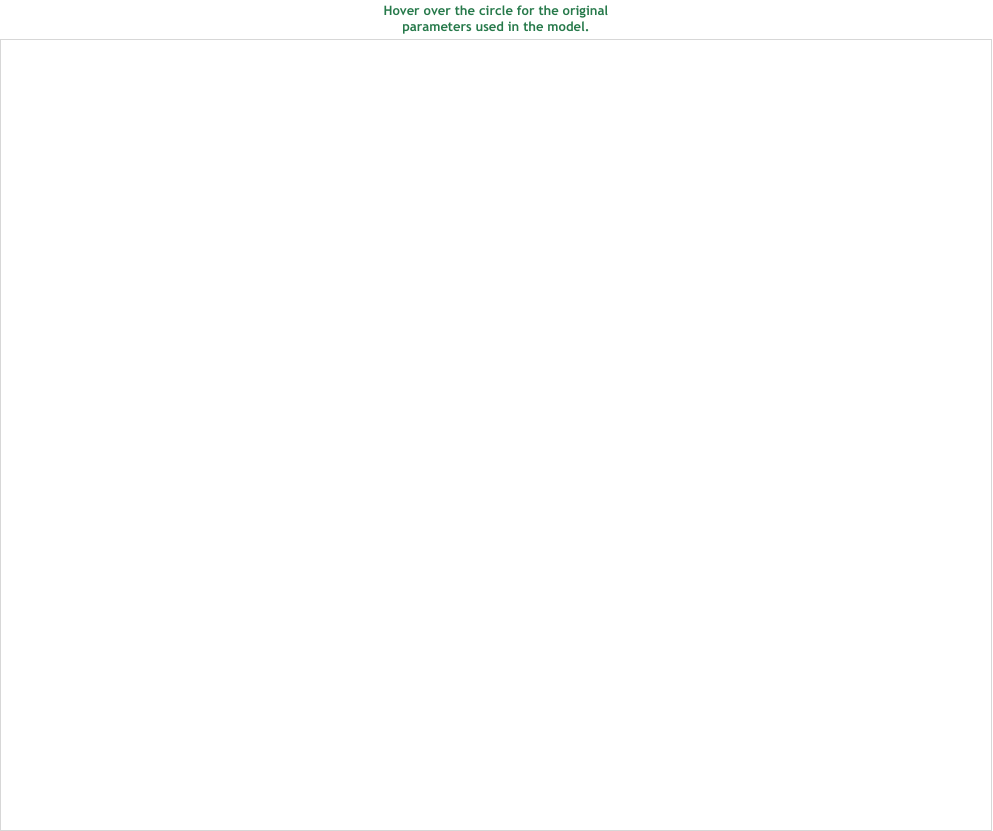 Hover over the circle for the original
parameters used in the model.